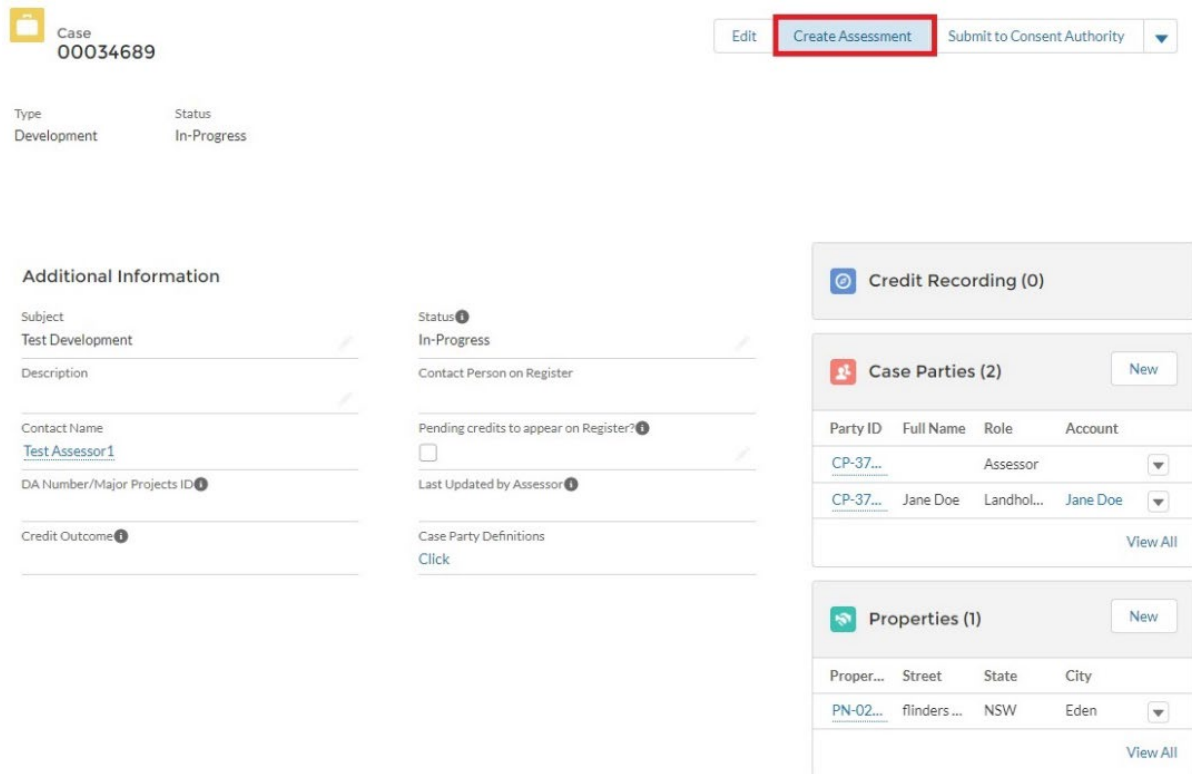 Case
00034689
Edit Create Assessment Submit to Consent Authority
Type Status
Development In-Progress
Additional Information
Subject
Test Development
Description
Contact Name
Test Assessor1
DA Number/Major Projects ID
Credit Outcome
Status
In-Progress
Contact Person on Register
Pending credits to appear on Register?
Last Updated by Assessor
Case Party Definitions
Click
Credit Recording (0)
Case Parties (2) New
Party ID Full Name Role Account
CP-37... Assessor
CP-37... Jane Doe Landhol... Jane Doe
View All
Properties (1) New
Proper... Street State City
PN-02... flinders ... NSW Eden
View All